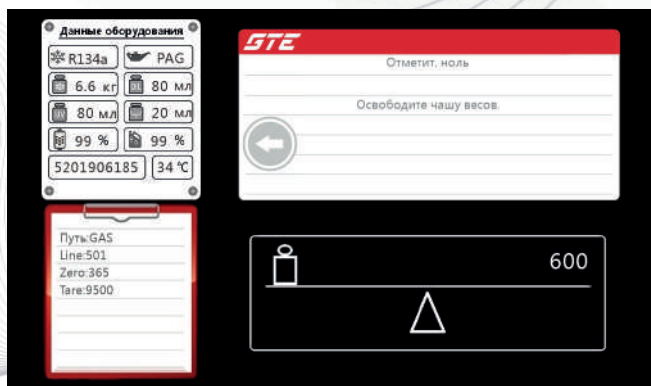 Данные оборудования
R134a PAG
6.6 кг 80 мл
80 мл 20 мл
99 % 99 %
5201906185 34 °C
GTE
Отметит. ноль
Освободите чашу весов.
Путь:GAS
Line:501
Zero:365
Tare:9500
600